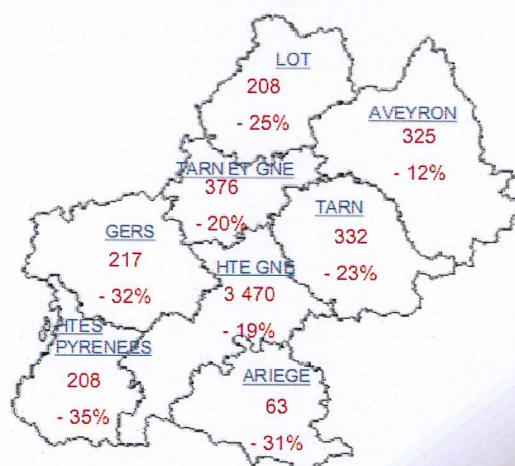 LOT
208
- 25%
AVEYRON
325
- 12%
TARN ET GNE
376
- 20%
TARN
332
- 23%
GERS
217
- 32%
HTE GNE
3 470
- 19%
HTES
PYRENEES
208
- 35%
ARIEGE
63
- 31%